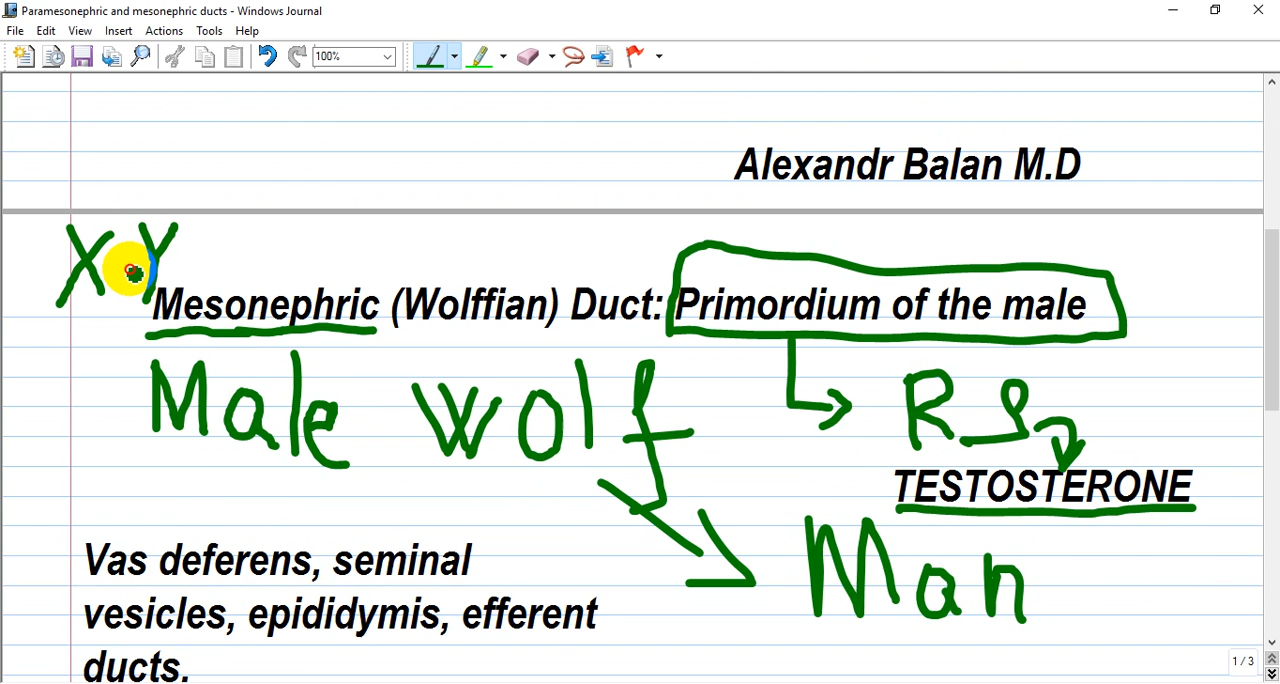 Paramesonephric and mesonephric ducts - Windows Journal
File Edit View Insert Actions Tools Help
100%
Alexandr Balan M.D
X Y
Mesonephric (Wolffian) Duct: Primordium of the male
Male Wolf
TESTOSTERONE
Man
Vas deferens, seminal
vesicles, epididymis, efferent
ducts.
1 / 3